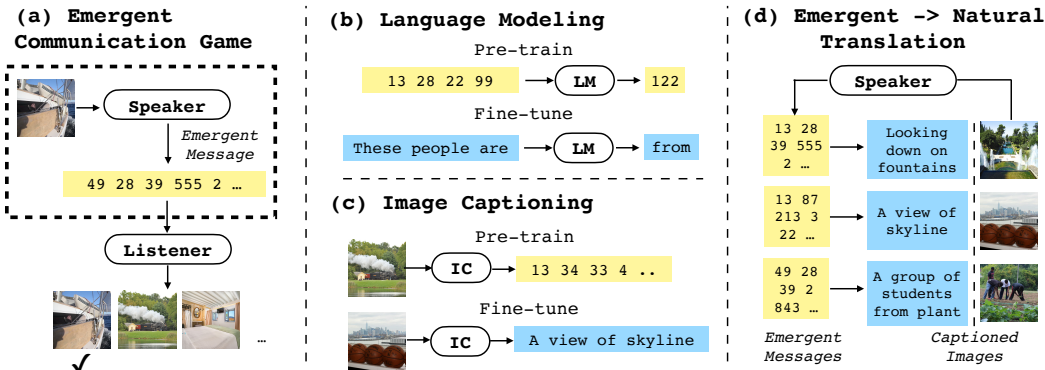 (a) Emergent
Communication Game
Speaker
Emergent
Message
49 28 39 555 2 …
Listener
…
(b) Language Modeling
Pre-train
13 28 22 99
LM
122
Fine-tune
These people are
LM
from
(c) Image Captioning
Pre-train
IC
13 34 33 4 ..
Fine-tune
IC
A view of skyline
(d) Emergent -> Natural
Translation
Speaker
13 28
39 555
2 …
Looking
down on
fountains
13 87
213 3
22 …
A view of
skyline
49 28
39 2
843 …
A group of
students
from plant
Emergent
Messages
Captioned
Images